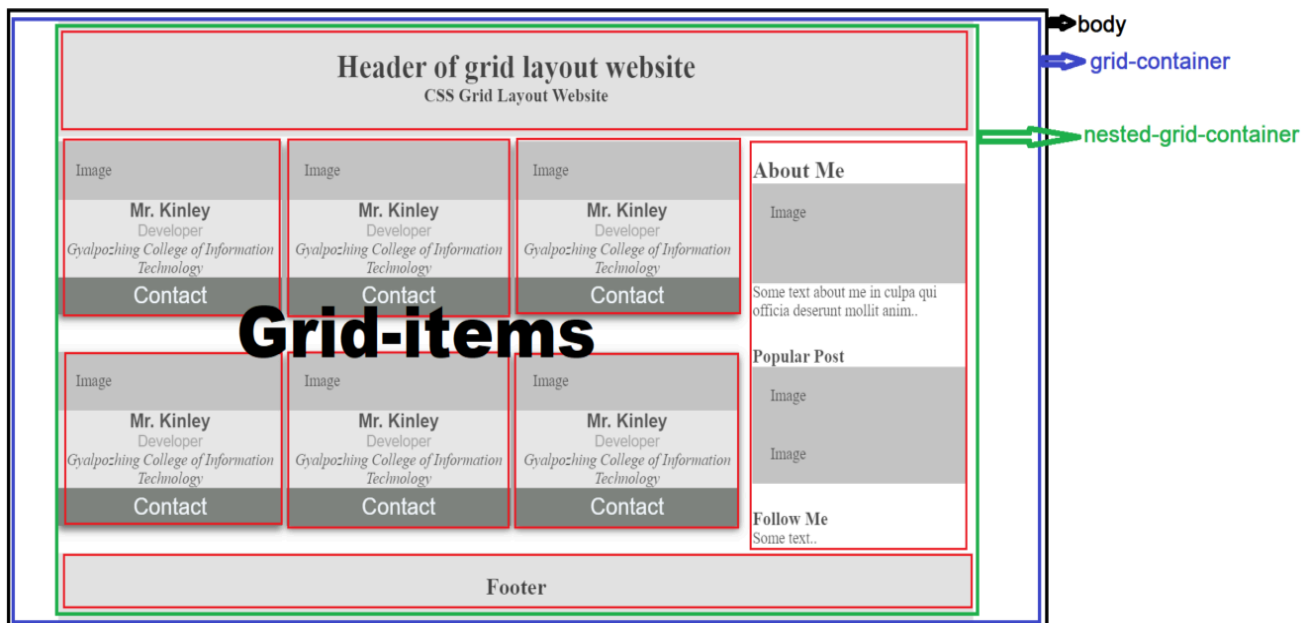 body
grid-container
nested-grid-container
Header of grid layout website
CSS Grid Layout Website
Image
Mr. Kinley
Developer
Gyalpozhing College of Information
Technology
Contact
Image
Mr. Kinley
Developer
Gyalpozhing College of Information
Technology
Contact
Image
Mr. Kinley
Developer
Gyalpozhing College of Information
Technology
Contact
Grid-items
Image
Mr. Kinley
Developer
Gyalpozhing College of Information
Technology
Contact
Image
Mr. Kinley
Developer
Gyalpozhing College of Information
Technology
Contact
Image
Mr. Kinley
Developer
Gyalpozhing College of Information
Technology
Contact
About Me
Image
Some text about me in culpa qui
officia deserunt mollit anim..
Popular Post
Image
Image
Follow Me
Some text..
Footer